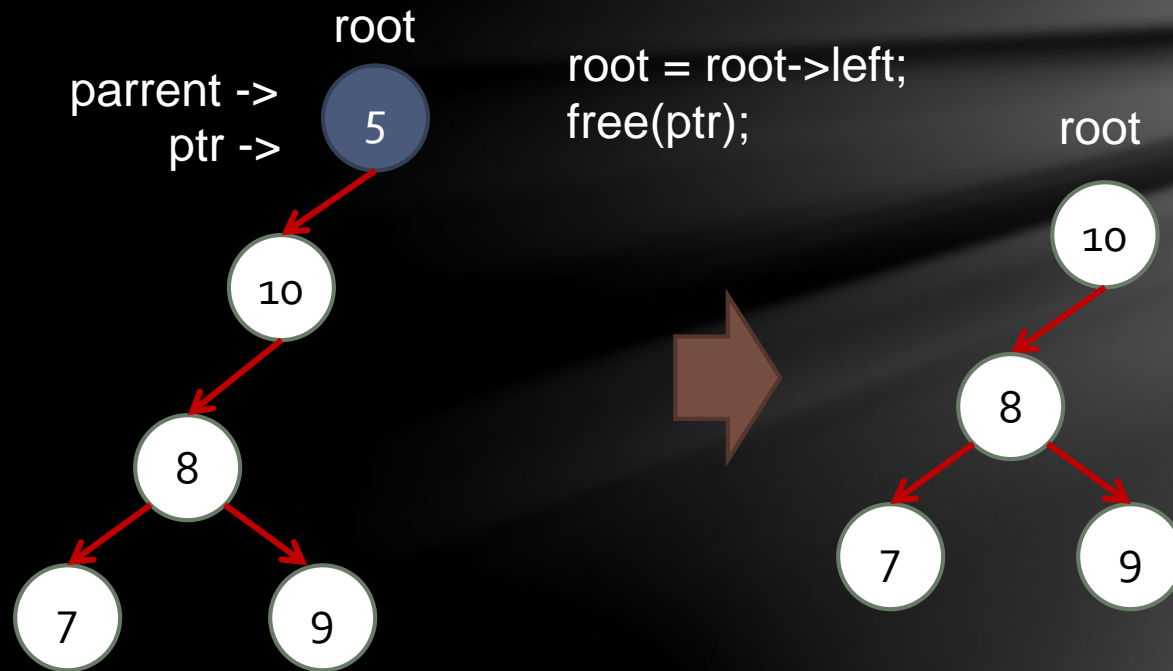 root
parrent ->
ptr ->
5
10
8
7
9
root = root->left;
free(ptr);
root
10
8
7
9